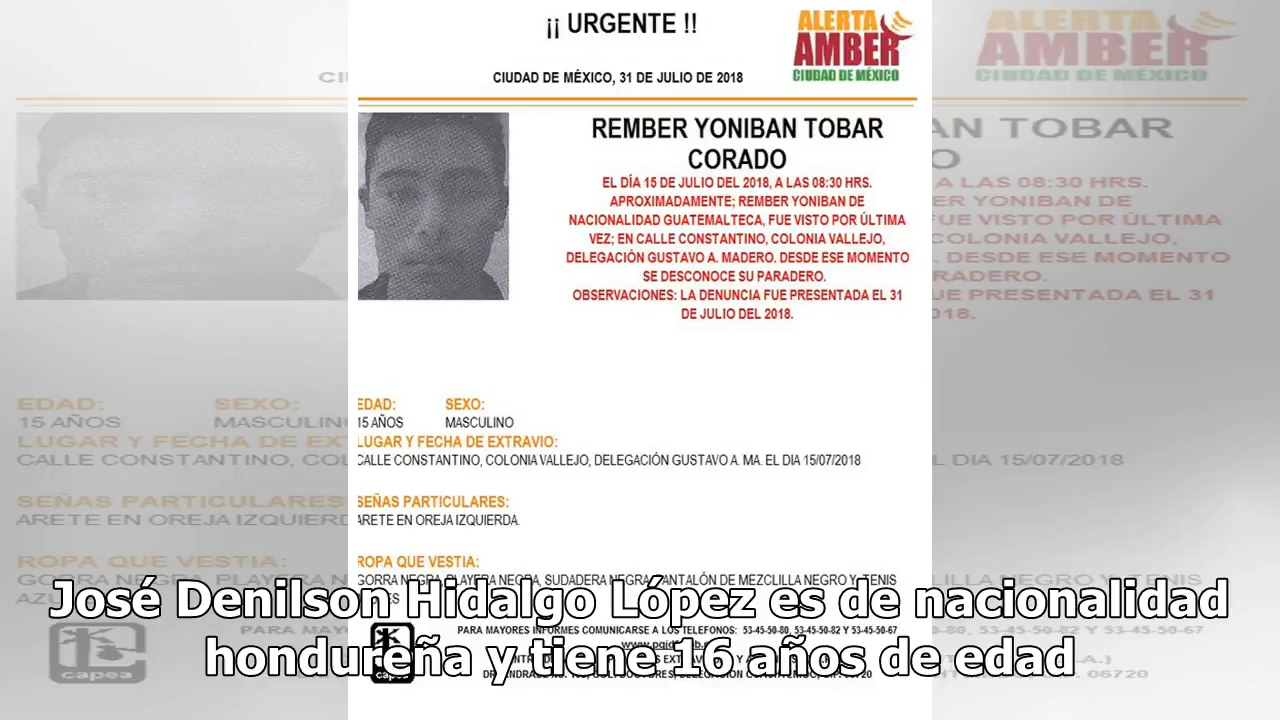 ¡¡ URGENTE !!
ALERTA
AMBER
CIUDAD DE MÉXICO
CIUDAD DE MÉXICO, 31 DE JULIO DE 2018
REMBER YONIBAN TOBAR
CORADO
EL DÍA 15 DE JULIO DEL 2018, A LAS 08:30 HRS.
APROXIMADAMENTE; REMBER YONIBAN DE
NACIONALIDAD GUATEMALTECA, FUE VISTO POR ÚLTIMA
VEZ; EN CALLE CONSTANTINO, COLONIA VALLEJO,
DELEGACIÓN GUSTAVO A. MADERO. DESDE ESE MOMENTO
SE DESCONOCE SU PARADERO.
OBSERVACIONES: LA DENUNCIA FUE PRESENTADA EL 31
DE JULIO DEL 2018.
EDAD: SEXO:
15 AÑOS MASCULINO
LUGAR Y FECHA DE EXTRAVIO:
CALLE CONSTANTINO, COLONIA VALLEJO, DELEGACIÓN GUSTAVO A. MA. EL DIA 15/07/2018
SEÑAS PARTICULARES:
ARETE EN OREJA IZQUIERDA.
ROPA QUE VESTIA:
GORRA NEGRA, PLAYERA NEGRA, SUDADERA NEGRA, PANTALÓN DE MEZCLILLA NEGRO Y TENIS
José Denilson Hidalgo López es de nacionalidad
hondureña y tiene 16 años de edad
PARA MAYORES INFORMES COMUNICARSE A LOS TELEFONOS: 53-45-50-80, 53-45-50-82 Y 53-45-50-67
capea